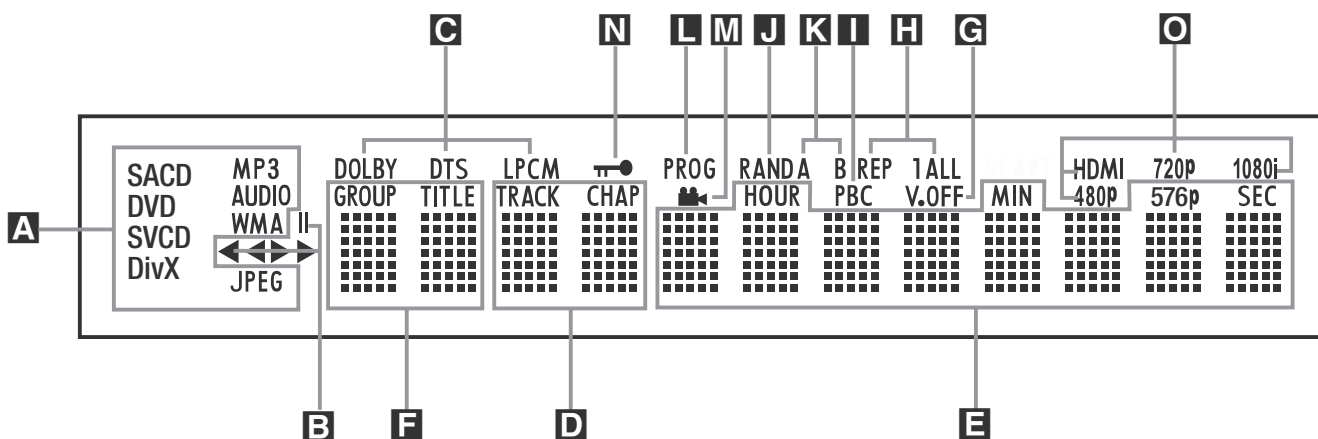 C N L M J K I H G O
SACD MP3 DOLBY DTS LPCM PROG RANDA B REP 1ALL SCART HDMI 720p 1080i
DVD AUDIO GROUP TITLE TRACK CHAP HOUR PBC V.OFF MIN 480p 576p SEC
A SVCD WMA II
DivX JPEG
B F D E